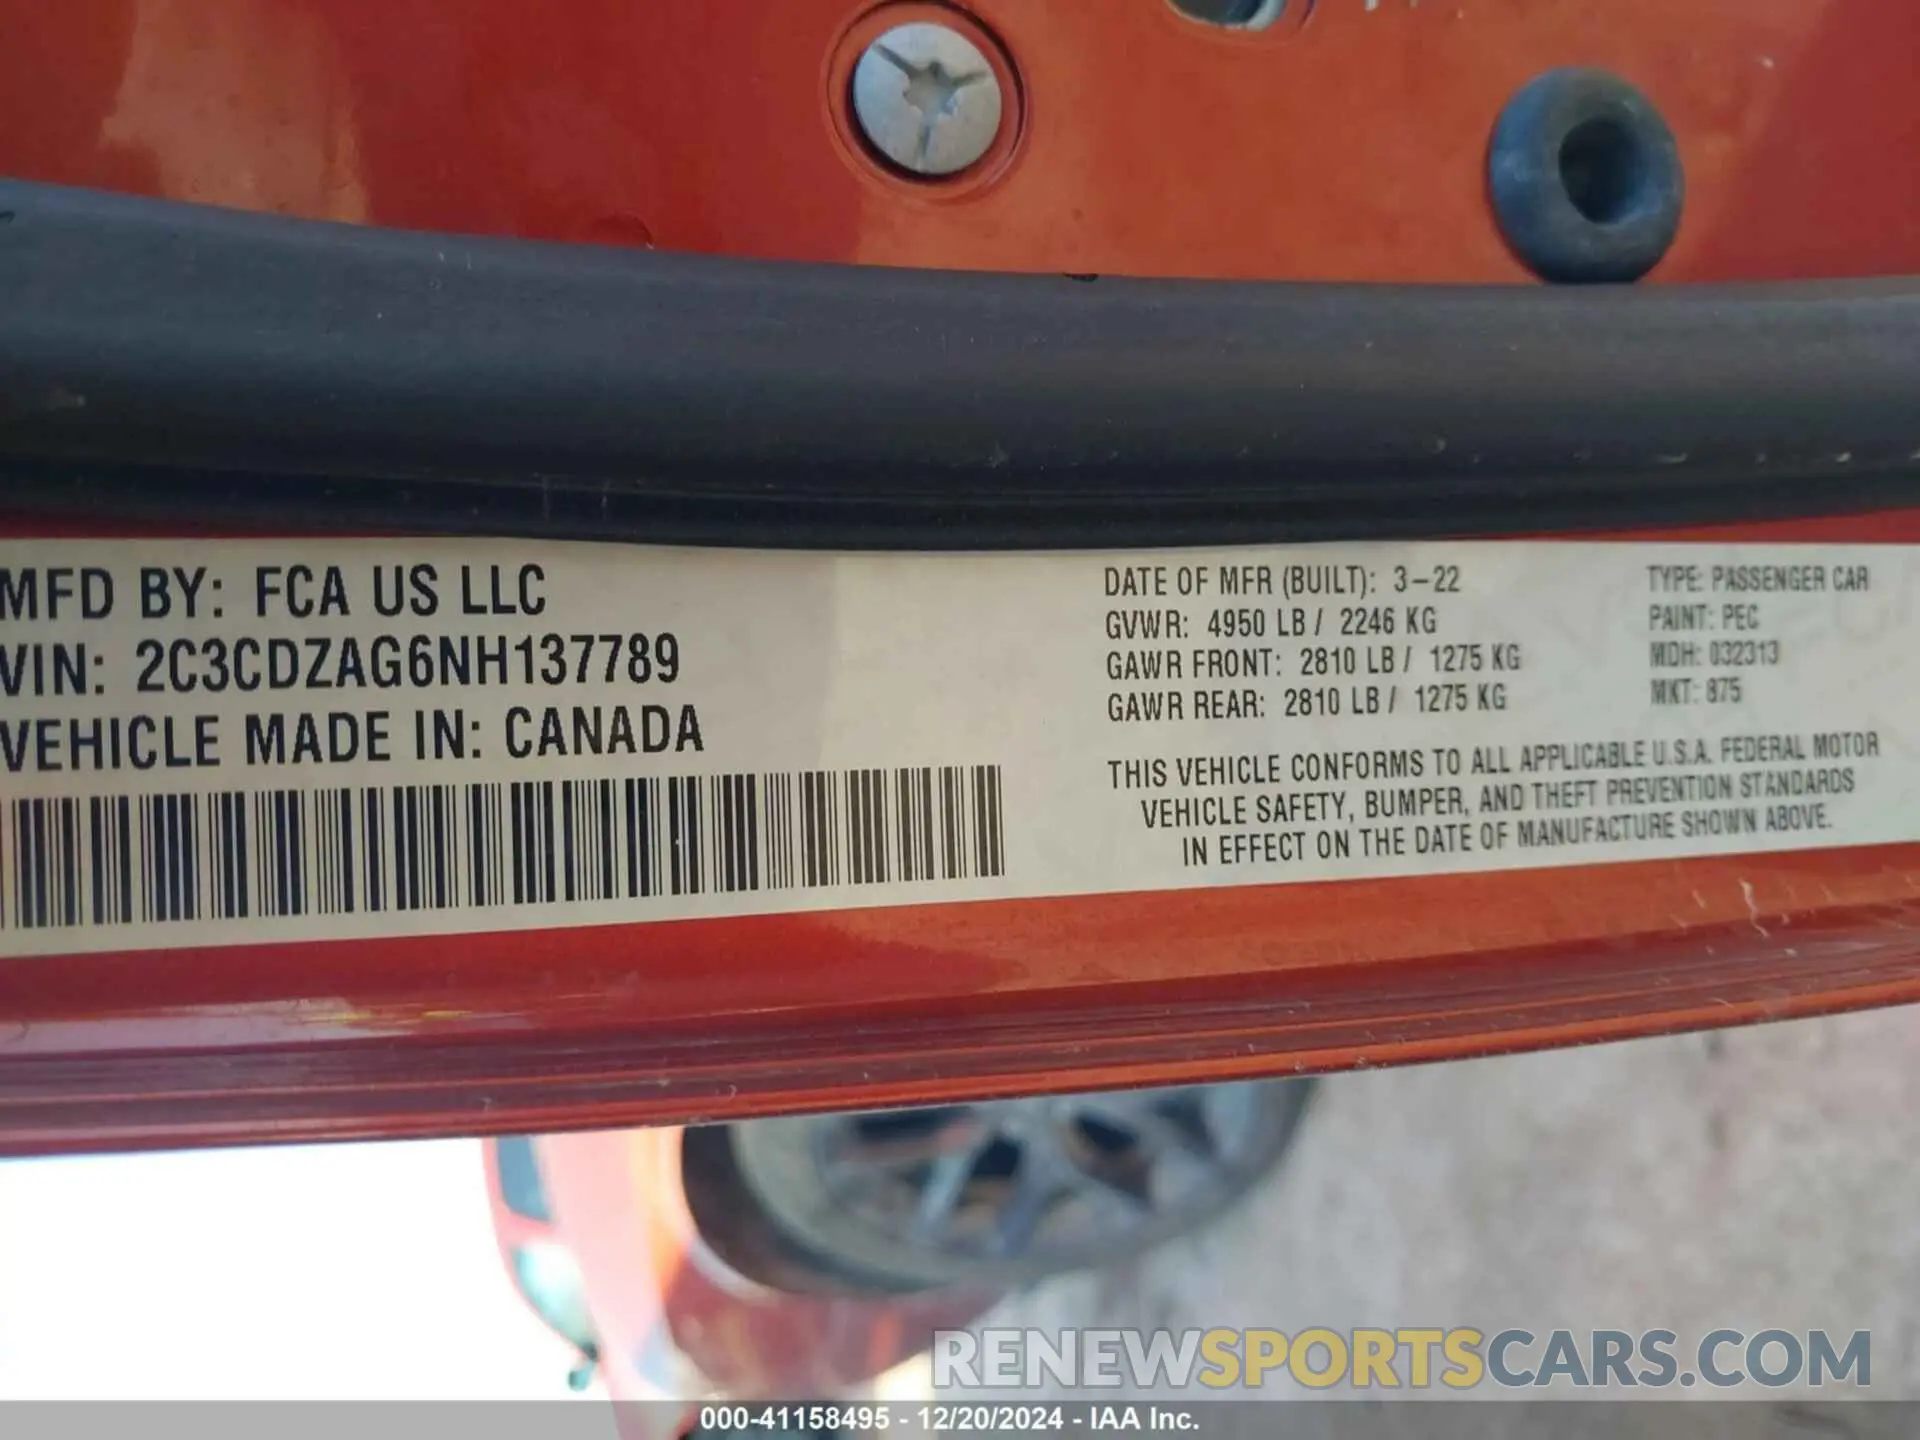 MFD BY: FCA US LLC
VIN: 2C3CDZAG6NH137789
VEHICLE MADE IN: CANADA
DATE OF MFR (BUILT): 3-22
GVWR: 4950 LB / 2246 KG
GAWR FRONT: 2810 LB / 1275 KG
GAWR REAR: 2810 LB / 1275 KG
TYPE: PASSENGER CAR
PAINT: PEC
MDH: 032313
MKT: 875
THIS VEHICLE CONFORMS TO ALL APPLICABLE U.S.A. FEDERAL MOTOR
VEHICLE SAFETY, BUMPER, AND THEFT PREVENTION STANDARDS
IN EFFECT ON THE DATE OF MANUFACTURE SHOWN ABOVE.
RENEWSPORTSCARS.COM
000-41158495 - 12/20/2024 - IAA Inc.